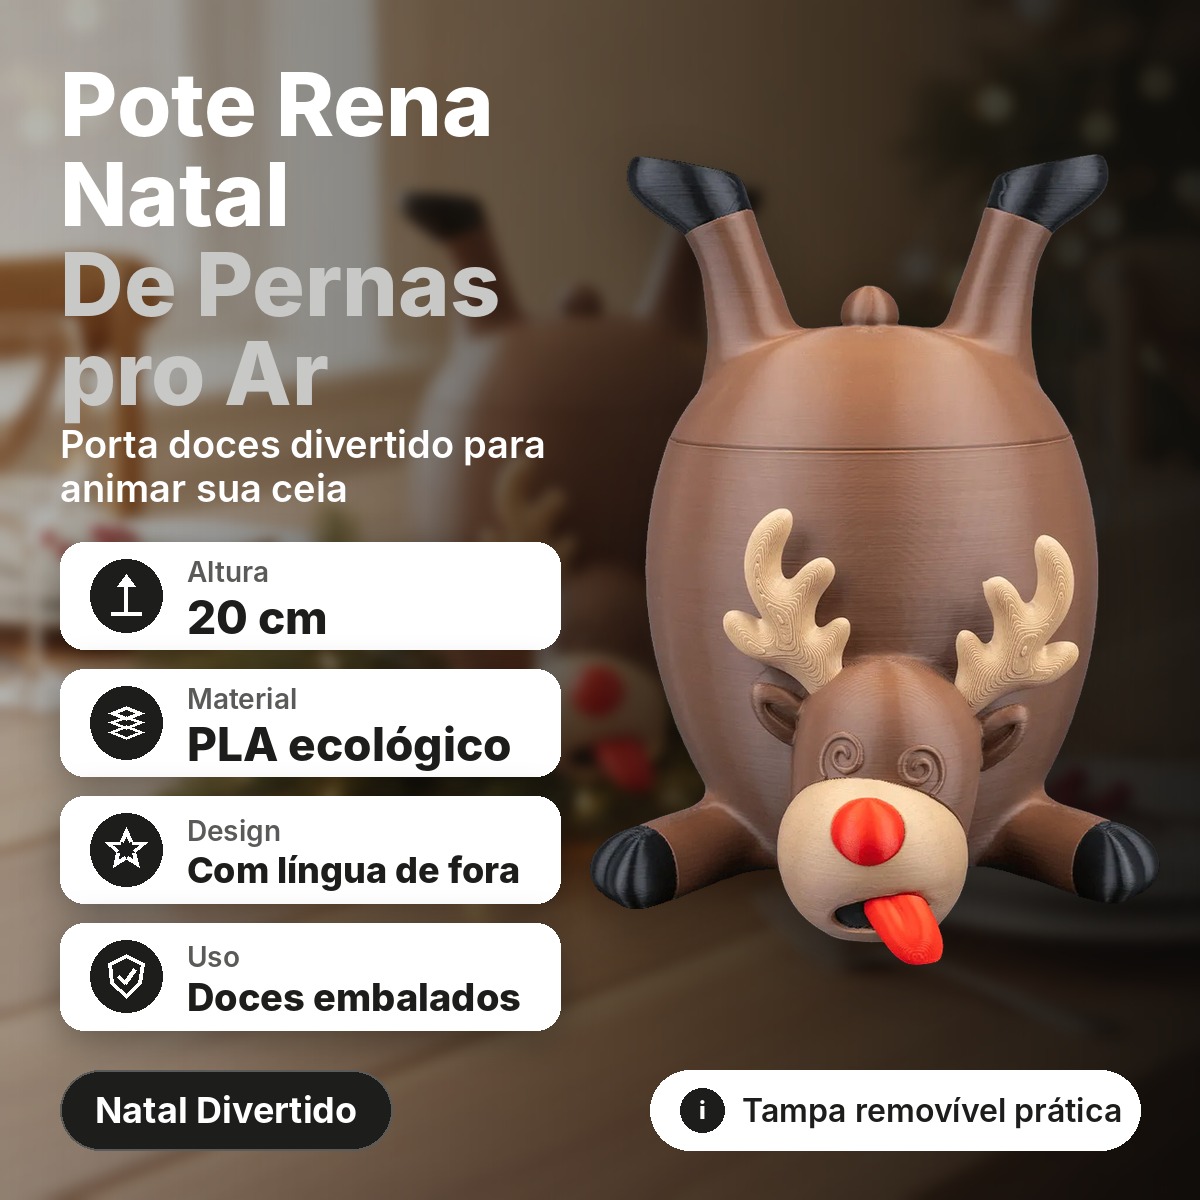 Pote Rena
Natal
De Pernas
pro Ar
Porta doces divertido para
animar sua ceia
Altura
20 cm
Material
PLA ecológico
Design
Com língua de fora
Uso
Doces embalados
Natal Divertido
i Tampa removível prática